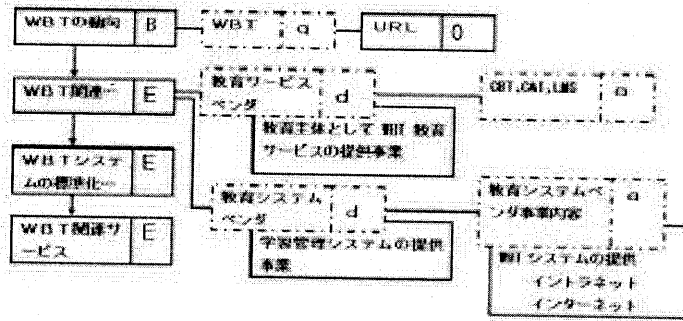 WBTの動向 B
WBT a
URL 0
WBT関連… E
教育サービス
ベンダ d
CBT,CAT,LMS a
教育主体として WBT 教育
サービスの提供事業
WBTシステ
ムの標準化… E
教育システム
ベンダ d
教育システムベ
ンダ事業内容 a
WBT関連サ
ービス E
学習管理システムの提供
事業
WBTシステムの提供
イントラネット
インターネット